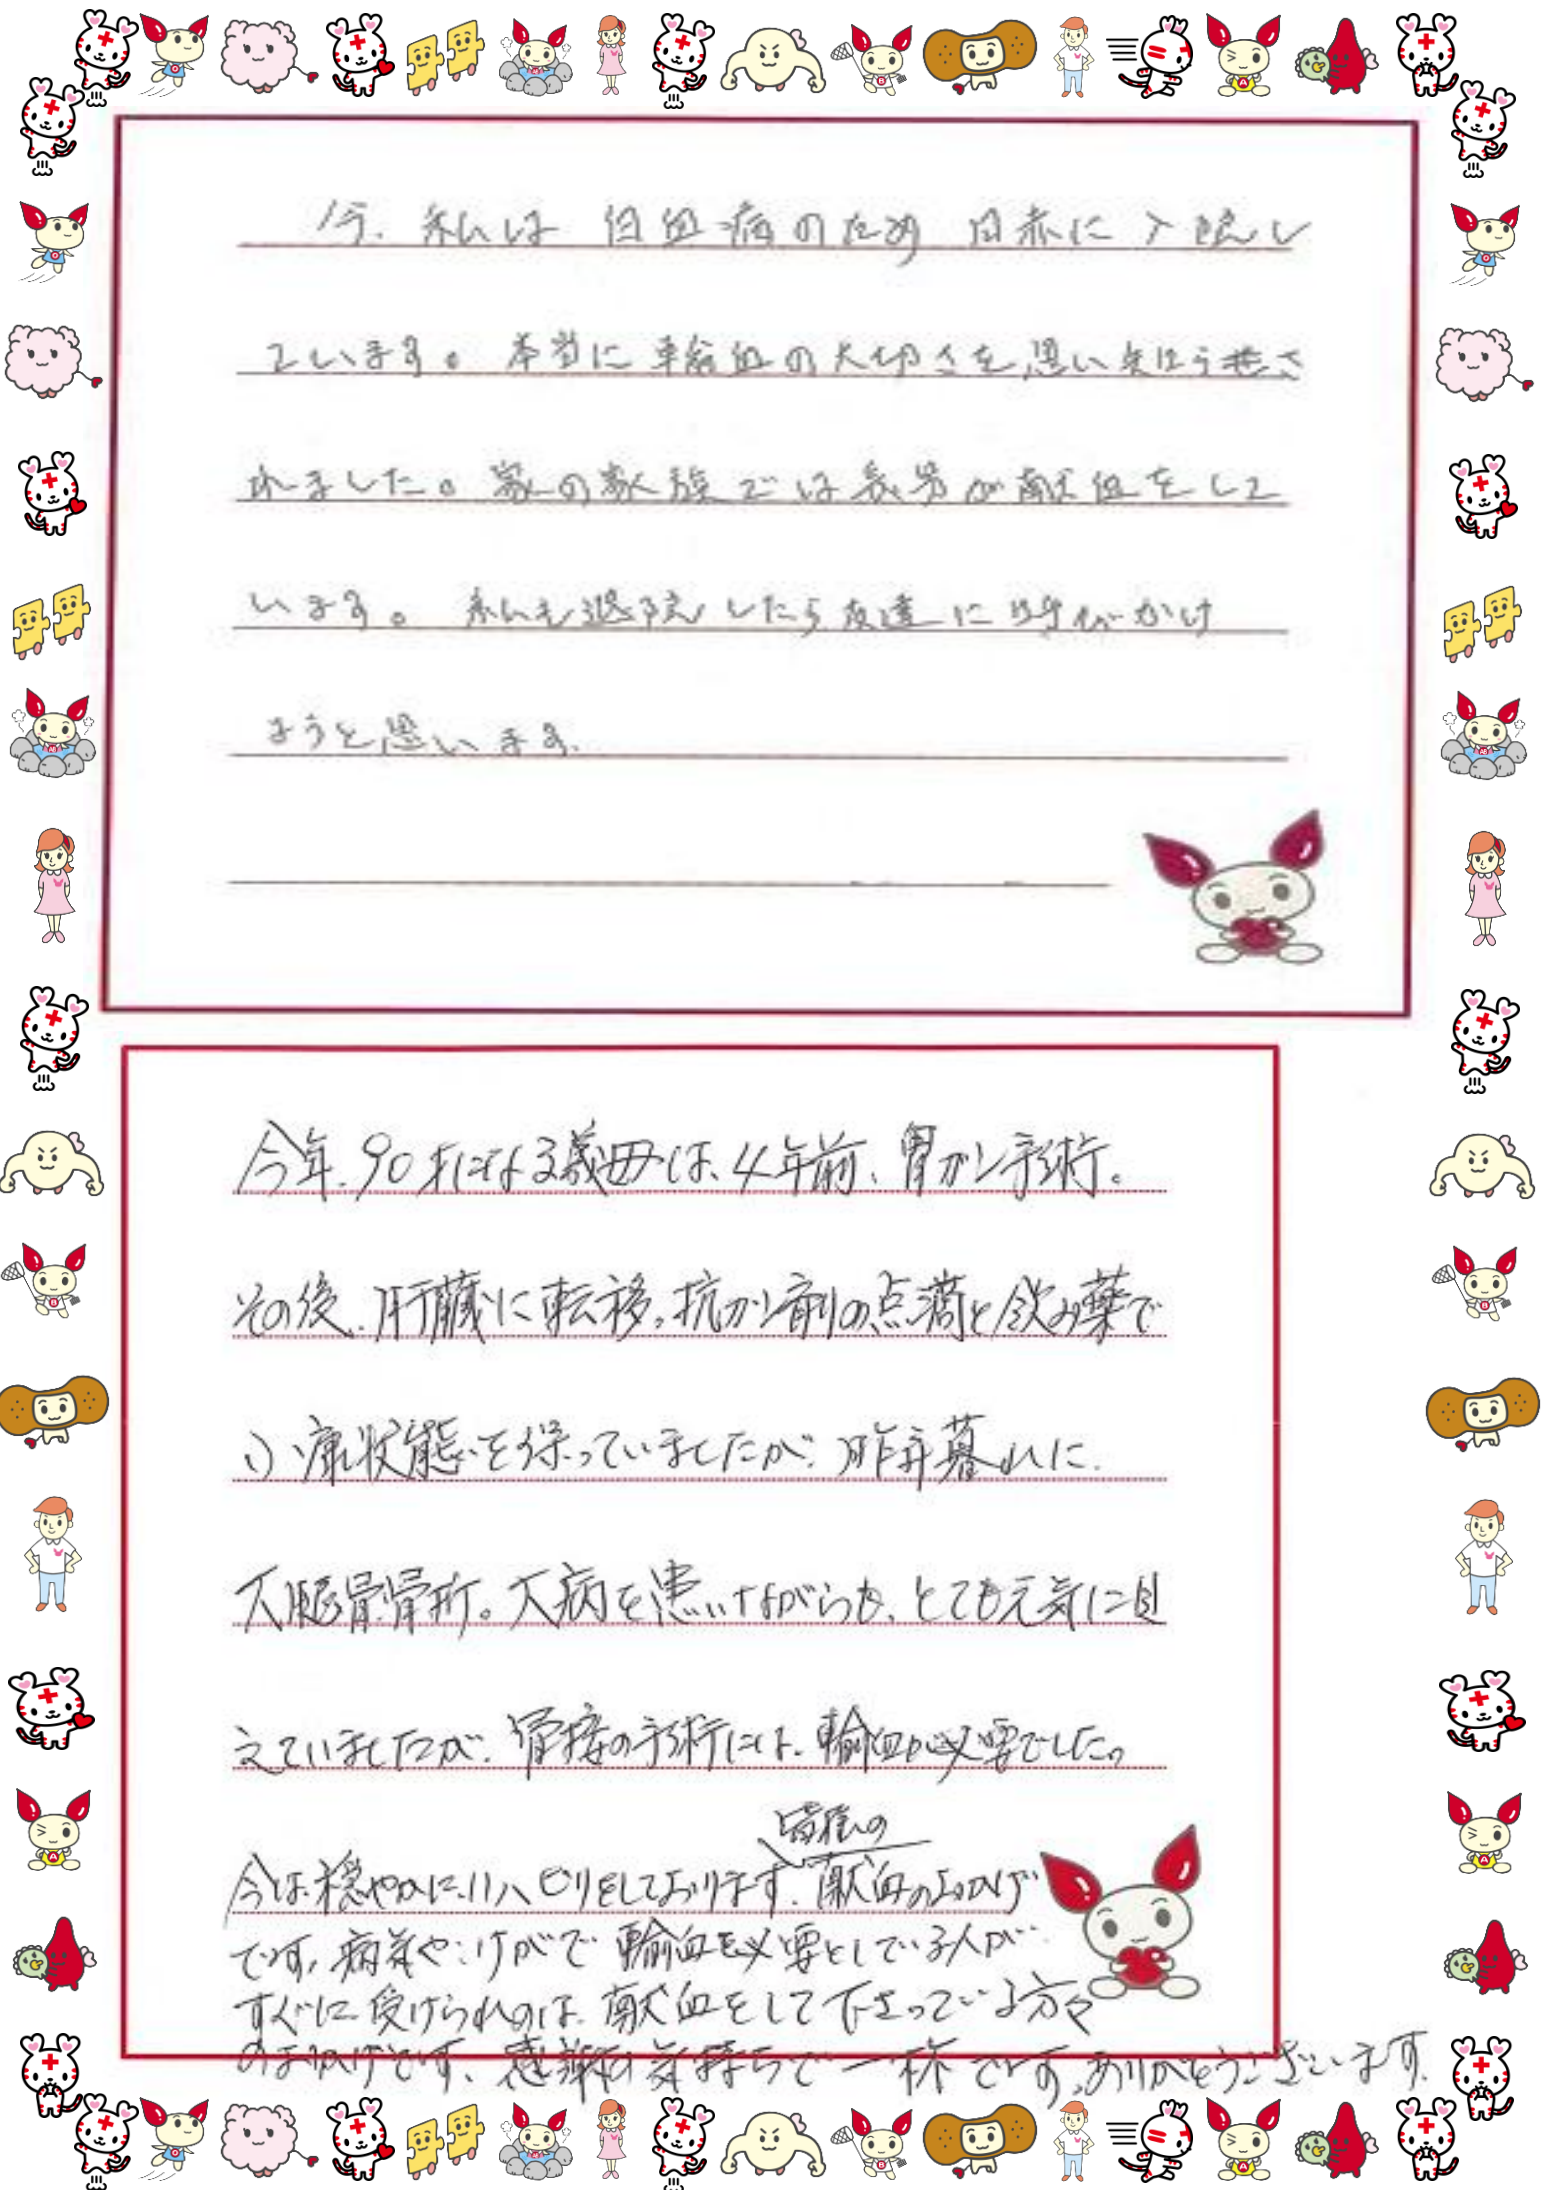 今、私は 白血病のため 日赤に入院し
ています。本当に輸血の大切さを思い知らせさ
れました。家の家族では長男が献血をして
います。私も退院したら友達に呼びかけ
ようと思います。
今年、90才になる義母は、4年前、胃がん手術。
その後、肝臓に転移。抗がん剤の点滴と飲み薬で
いい状態を保っていましたが、昨年暮れに、
大腿骨骨折。大病を患いながらも、とても元気に見
えていましたが、骨接の手術には、輸血が必要でした。
皆様の
今は、穏やかに、リハビリをしております。献血のおかげ
です。病気や、けがで 輸血を必要としている人が、
すぐに受けられのは、献血をして下さっている方々
のおかげです。感謝の気持ちで一杯です。ありがとうございます。